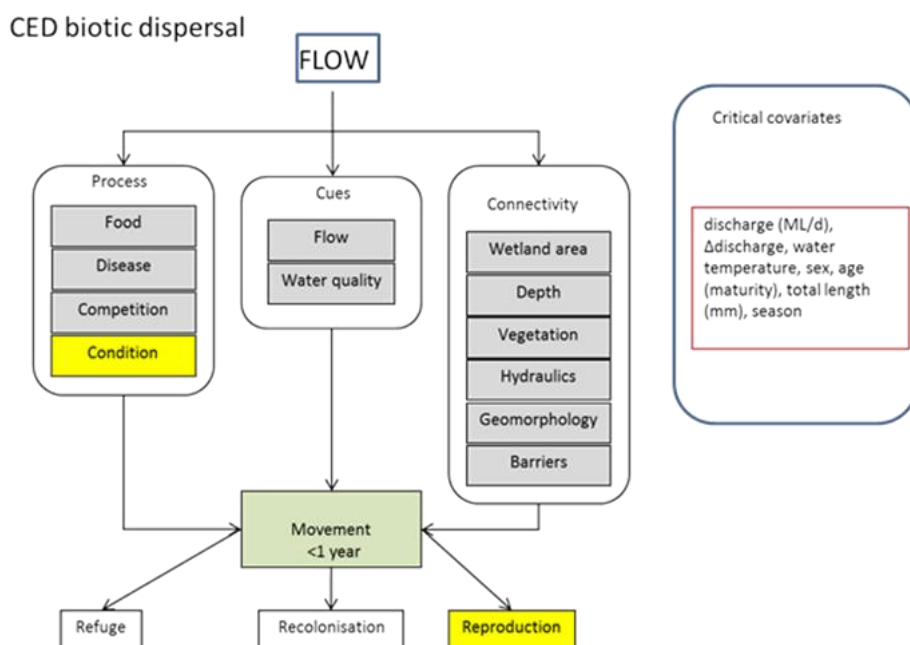 CED biotic dispersal
FLOW
Process
Food
Disease
Competition
Condition
Cues
Flow
Water quality
Connectivity
Wetland area
Depth
Vegetation
Hydraulics
Geomorphology
Barriers
Critical covariates
discharge (ML/d),
Δdischarge, water
temperature, sex, age
(maturity), total length
(mm), season
Movement
<1 year
Refuge
Recolonisation
Reproduction